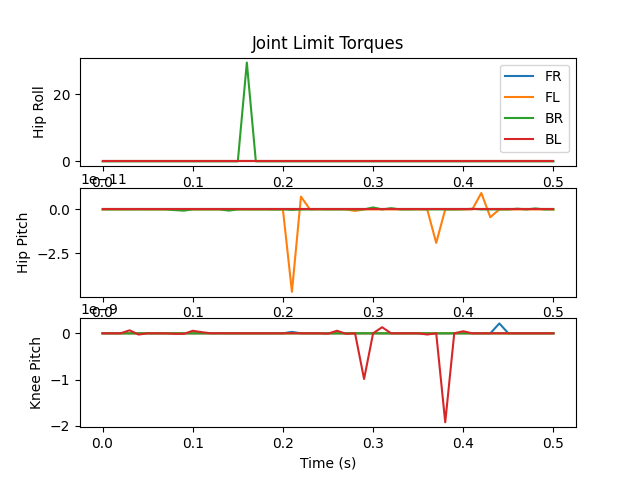 Joint Limit Torques
Hip Roll
20
0
FR
FL
BR
BL
0.0 0.1 0.2 0.3 0.4 0.5
1e−11
Hip Pitch
0.0
−2.5
0.0 0.1 0.2 0.3 0.4 0.5
1e−9
Knee Pitch
0
−1
−2
0.0 0.1 0.2 0.3 0.4 0.5
Time (s)